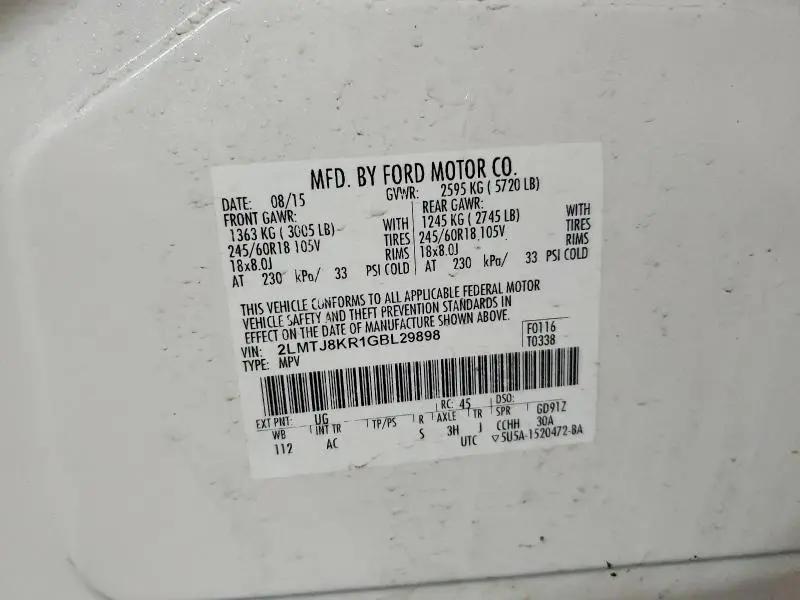 MFD. BY FORD MOTOR CO.
DATE: 08/15 GVWR: 2595 KG ( 5720 LB)
FRONT GAWR: REAR GAWR:
1363 KG ( 3005 LB) WITH 1245 KG ( 2745 LB) WITH
245/60R18 105V TIRES 245/60R18 105V TIRES
18x8.0J RIMS 18x8.0J RIMS
AT 230 kPa/ 33 PSI COLD AT 230 kPa/ 33 PSI COLD
THIS VEHICLE CONFORMS TO ALL APPLICABLE FEDERAL MOTOR
VEHICLE SAFETY AND THEFT PREVENTION STANDARDS IN
EFFECT ON THE DATE OF MANUFACTURE SHOWN ABOVE.
VIN: 2LMTJ8KR1GBL29898 F0116
TYPE: MPV T0338
EXT PNT: UG RC: 45 DSO:
WB INT TR TP/PS R AXLE TR SPR GD91Z
112 AC S 3H J CCHH 30A
UTC ▽5U5A-1520472-BA